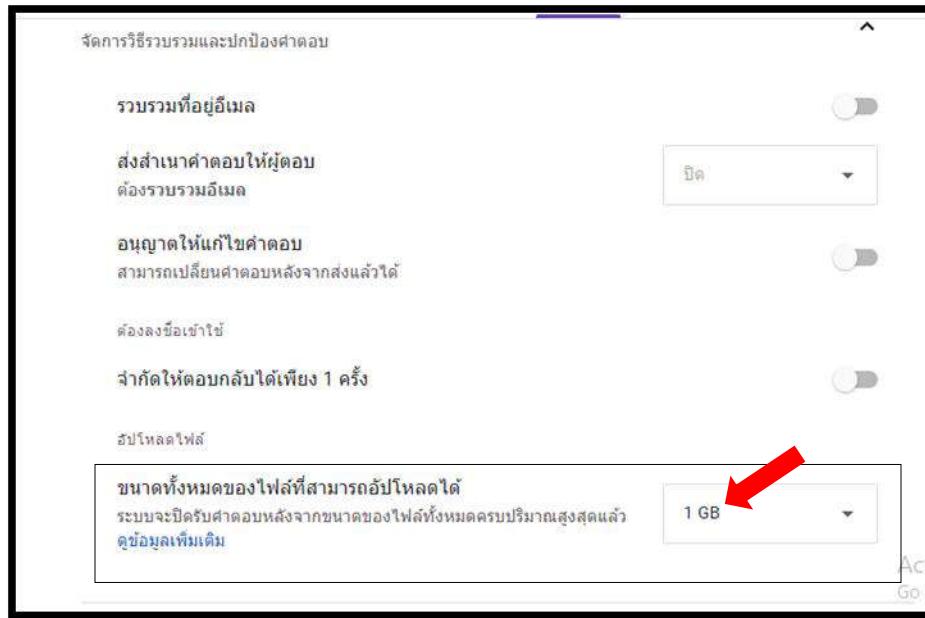 จัดการวิธีรวบรวมและปกป้องคำตอบ
รวบรวมที่อยู่อีเมล
ส่งสำเนาคำตอบให้ผู้ตอบ
ต้องรวบรวมอีเมล
ปิด
อนุญาตให้แก้ไขคำตอบ
สามารถเปลี่ยนคำตอบหลังจากส่งแล้วได้
ต้องลงชื่อเข้าใช้
จำกัดให้ตอบกลับได้เพียง 1 ครั้ง
อัปโหลดไฟล์
ขนาดทั้งหมดของไฟล์ที่สามารถอัปโหลดได้
ระบบจะปิดรับคำตอบหลังจากขนาดของไฟล์ทั้งหมดครบปริมาณสูงสุดแล้ว
ดูข้อมูลเพิ่มเติม
1 GB
Ac
Go